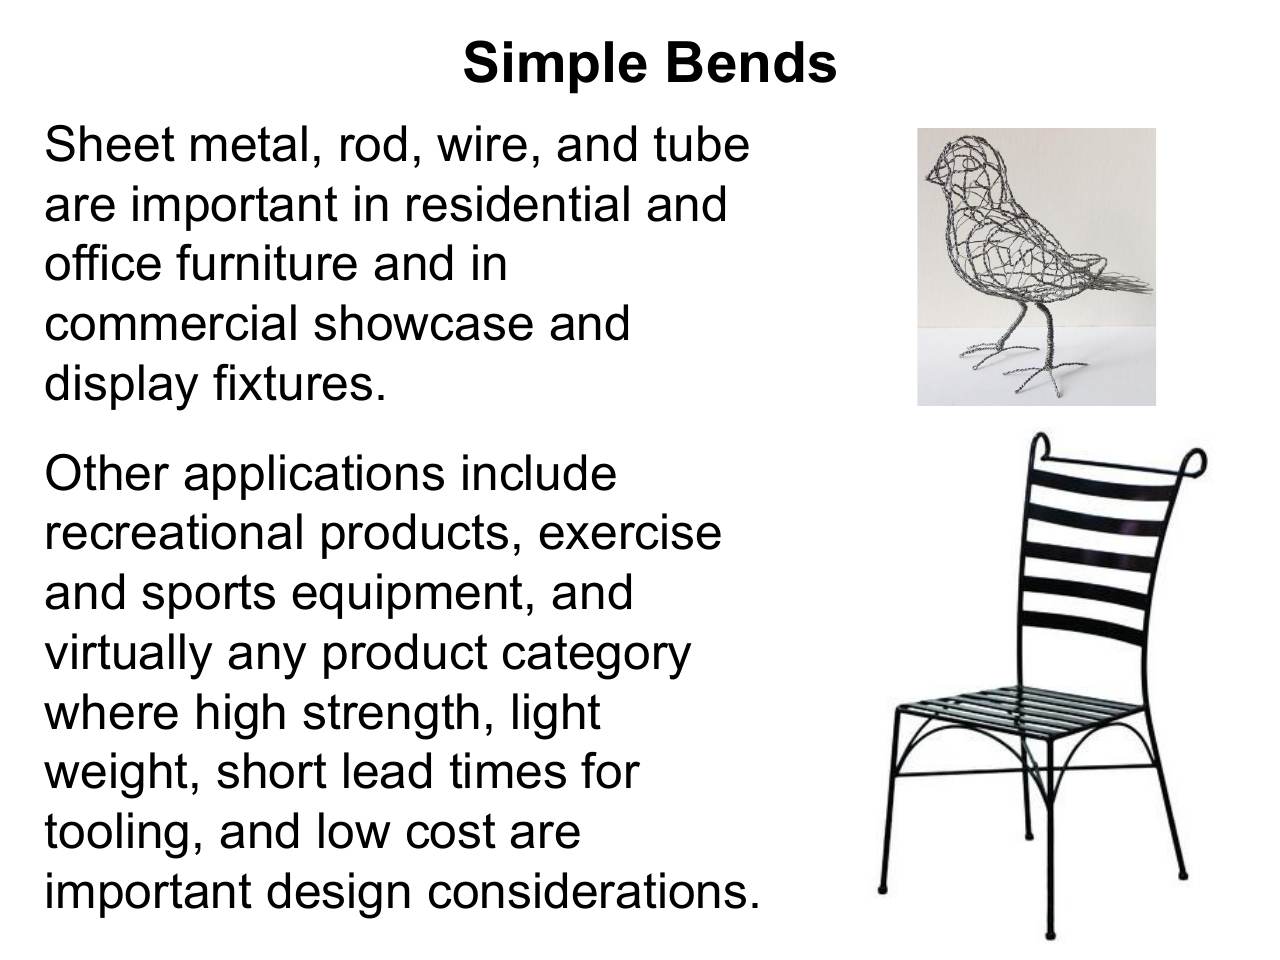 Simple Bends
Sheet metal, rod, wire, and tube
are important in residential and
office furniture and in
commercial showcase and
display fixtures.
Other applications include
recreational products, exercise
and sports equipment, and
virtually any product category
where high strength, light
weight, short lead times for
tooling, and low cost are
important design considerations.